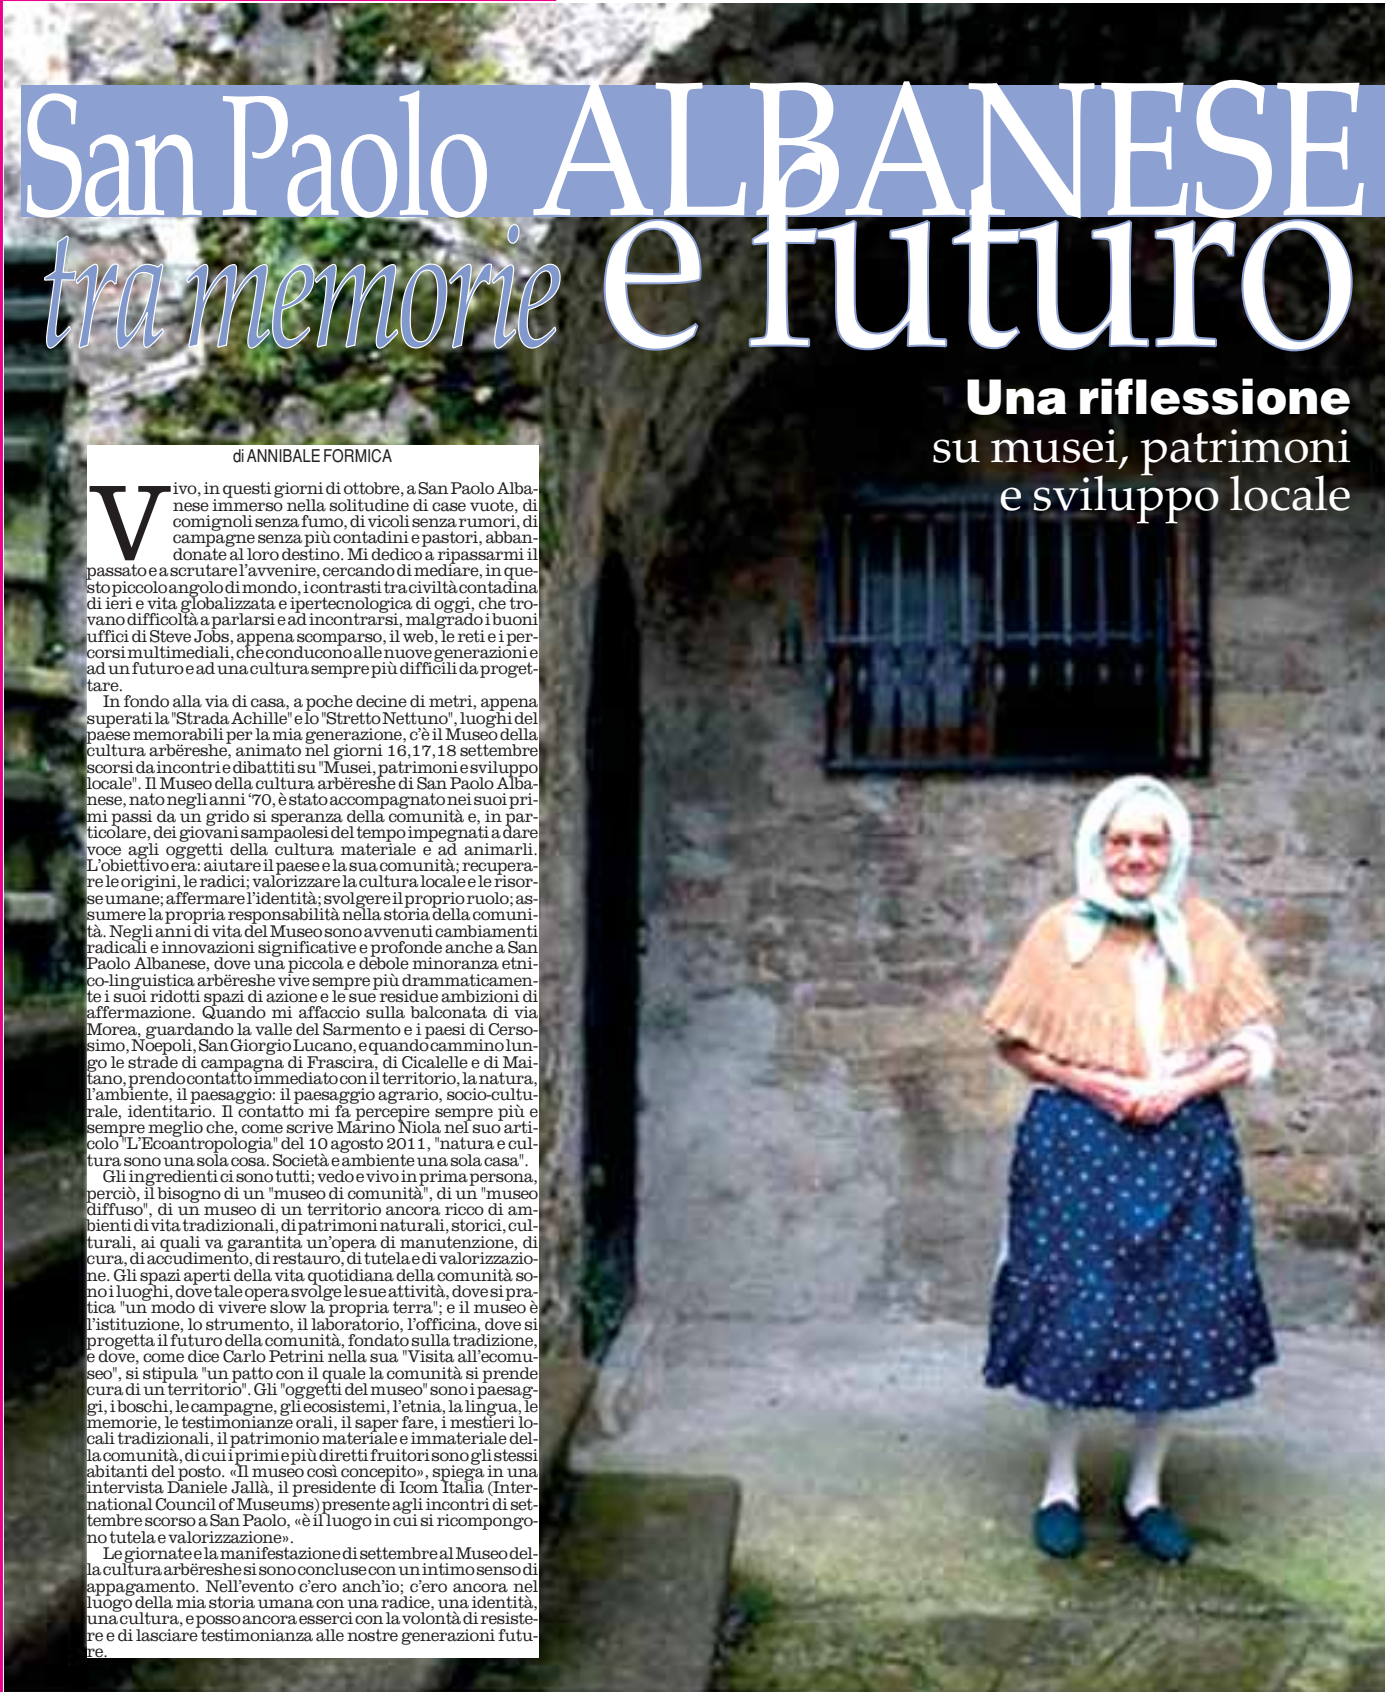 San Paolo ALBANESE
tra memorie e futuro
Una riflessione
su musei, patrimoni
e sviluppo locale
di ANNIBALE FORMICA
Vivo, in questi giorni di ottobre, a San Paolo Alba-
nese immerso nella solitudine di case vuote, di
comignoli senza fumo, di vicoli senza rumori, di
campagne senza più contadini e pastori, abban-
donate al loro destino. Mi dedico a ripassarmi il
passato e a scrutare l'avvenire, cercando di mediare, in que-
sto piccolo angolo di mondo, i contrasti tra civiltà contadina
di ieri e vita globalizzata e ipertecnologica di oggi, che tro-
vano difficoltà a parlarsi e ad incontrarsi, malgrado i buoni
uffici di Steve Jobs, appena scomparso, il web, le reti e i per-
corsi multimediali, che conducono alle nuove generazioni e
ad un futuro e ad una cultura sempre più difficili da proget-
tare.
In fondo alla via di casa, a poche decine di metri, appena
superati la "Strada Achille" e lo "Stretto Nettuno", luoghi del
paese memorabili per la mia generazione, c'è il Museo della
cultura arbëreshe, animato nel giorni 16,17,18 settembre
scorsi da incontri e dibattiti su "Musei, patrimoni e sviluppo
locale". Il Museo della cultura arbëreshe di San Paolo Alba-
nese, nato negli anni '70, è stato accompagnato nei suoi pri-
mi passi da un grido si speranza della comunità e, in par-
ticolare, dei giovani sampaolesi del tempo impegnati a dare
voce agli oggetti della cultura materiale e ad animarli.
L'obiettivo era: aiutare il paese e la sua comunità; recupera-
re le origini, le radici; valorizzare la cultura locale e le risor-
se umane; affermare l'identità; svolgere il proprio ruolo; as-
sumere la propria responsabilità nella storia della comuni-
tà. Negli anni di vita del Museo sono avvenuti cambiamenti
radicali e innovazioni significative e profonde anche a San
Paolo Albanese, dove una piccola e debole minoranza etni-
co-linguistica arbëreshe vive sempre più drammaticamen-
te i suoi ridotti spazi di azione e le sue residue ambizioni di
affermazione. Quando mi affaccio sulla balconata di via
Morea, guardando la valle del Sarmento e i paesi di Cerso-
simo, Noepoli, San Giorgio Lucano, e quando cammino lun-
go le strade di campagna di Frascira, di Cicalelle e di Mai-
tano, prendo contatto immediato con il territorio, la natura,
l'ambiente, il paesaggio: il paesaggio agrario, socio-cultu-
rale, identitario. Il contatto mi fa percepire sempre più e
sempre meglio che, come scrive Marino Niola nel suo arti-
colo "L'Ecoantropologia" del 10 agosto 2011, "natura e cul-
tura sono una sola cosa. Società e ambiente una sola casa".
Gli ingredienti ci sono tutti; vedo e vivo in prima persona,
perciò, il bisogno di un "museo di comunità", di un "museo
diffuso", di un museo di un territorio ancora ricco di am-
bienti di vita tradizionali, di patrimoni naturali, storici, cul-
turali, ai quali va garantita un'opera di manutenzione, di
cura, di accudimento, di restauro, di tutela e di valorizzazio-
ne. Gli spazi aperti della vita quotidiana della comunità so-
no i luoghi, dove tale opera svolge le sue attività, dove si pra-
tica "un modo di vivere slow la propria terra"; e il museo è
l'istituzione, lo strumento, il laboratorio, l'officina, dove si
progetta il futuro della comunità, fondato sulla tradizione,
e dove, come dice Carlo Petrini nella sua "Visita all'ecomu-
seo", si stipula "un patto con il quale la comunità si prende
cura di un territorio". Gli "oggetti del museo" sono i paesag-
gi, i boschi, le campagne, gli ecosistemi, l'etnia, la lingua, le
memorie, le testimonianze orali, il saper fare, i mestieri lo-
cali tradizionali, il patrimonio materiale e immateriale del-
la comunità, di cui i primi e più diretti fruitori sono gli stessi
abitanti del posto. «Il museo così concepito», spiega in una
intervista Daniele Jallà, il presidente di Icom Italia (Inter-
national Council of Museums) presente agli incontri di set-
tembre scorso a San Paolo, «è il luogo in cui si ricompongo-
no tutela e valorizzazione».
Le giornate e la manifestazione di settembre al Museo del-
la cultura arbëreshe si sono concluse con un intimo senso di
appagamento. Nell'evento c'ero anch'io; c'ero ancora nel
luogo della mia storia umana con una radice, una identità,
una cultura, e posso ancora esserci con la volontà di resiste-
re e di lasciare testimonianza alle nostre generazioni futu-
re.